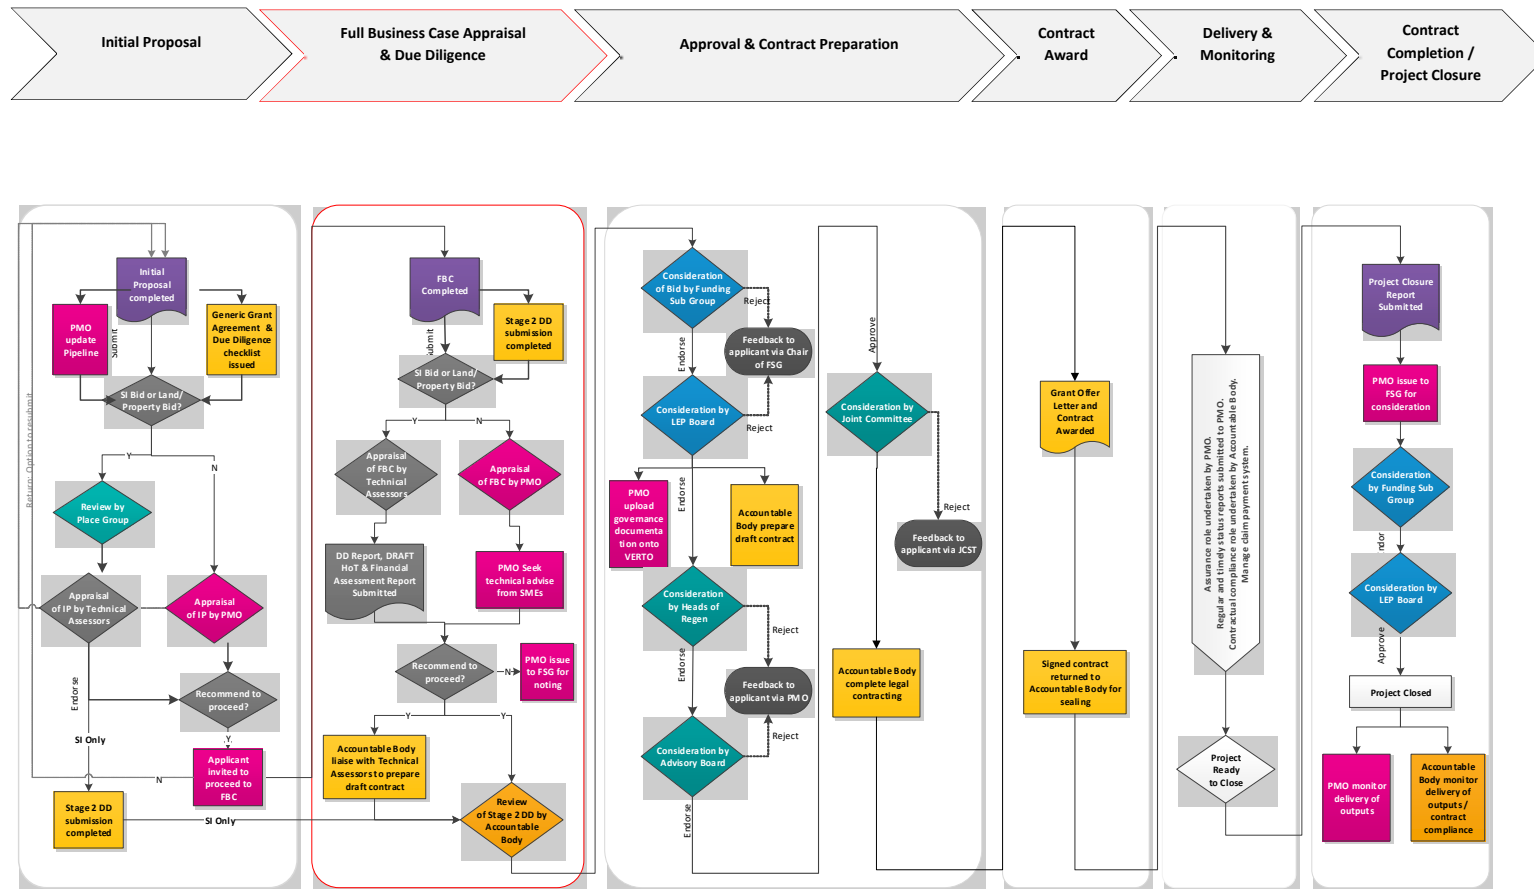 Initial Proposal
Full Business Case Appraisal
& Due Diligence
Approval & Contract Preparation
Contract
Award
Delivery &
Monitoring
Contract
Completion /
Project Closure
Initial
Proposal
completed
PMO
update
Pipeline
Submit
Generic Grant
Agreement &
Due Diligence
checklist
issued
SI Bid or Land/
Property Bid?
Return: Option to resubmit
Y
N
Review by
Place Group
Appraisal
of IP by Technical
Assessors
Appraisal
of IP by PMO
Endorse
Recommend to
proceed?
SI Only
Y
N
Applicant
invited to
proceed to
FBC
Stage 2 DD
submission
completed
SI Only
FBC
Completed
Submit
Stage 2 DD
submission
completed
SI Bid or Land/
Property Bid?
Y
N
Appraisal
of FBC by
Technical
Assessors
Appraisal
of FBC by PMO
DD Report, DRAFT
HoT & Financial
Assessment Report
Submitted
PMO Seek
technical advise
from SMEs
Recommend to
proceed?
N
PMO issue
to FSG for
noting
Y
Y
Accountable Body
liaise with Technical
Assessors to prepare
draft contract
Review
of Stage 2 DD by
Accountable
Body
Consideration
of Bid by Funding
Sub Group
Reject
Feedback to
applicant via Chair
of FSG
Endorse
Consideration by
LEP Board
Reject
PMO
upload
governance
documenta
tion onto
VERTO
Endorse
Accountable
Body prepare
draft contract
Consideration
by Heads of
Regen
Reject
Endorse
Feedback to
applicant via PMO
Consideration by
Advisory Board
Reject
Endorse
Approve
Consideration by
Joint Committee
Reject
Feedback to
applicant via JCST
Accountable Body
complete legal
contracting
Grant Offer
Letter and
Contract
Awarded
Signed contract
returned to
Accountable Body for
sealing
Assurance role undertaken by PMO.
Regular and timely status reports submitted to PMO.
Contractual compliance role undertaken by Accountable Body.
Manage claim payment system.
Project
Ready
to Close
Project Closure
Report
Submitted
PMO issue to
FSG for
consideration
Consideration
by Funding Sub
Group
ndor
Consideration by
LEP Board
Approve
Project Closed
PMO monitor
delivery of
outputs
Accountable
Body monitor
delivery of
outputs /
contract
compliance